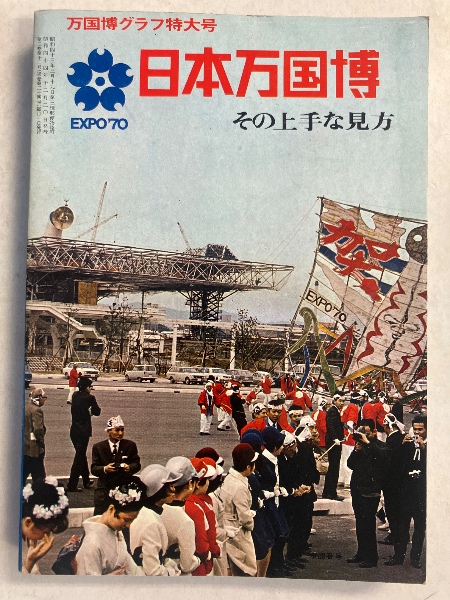 万国博グラフ特大号
日本万国博
EXPO'70
その上手な見方
賀
EXPO'70